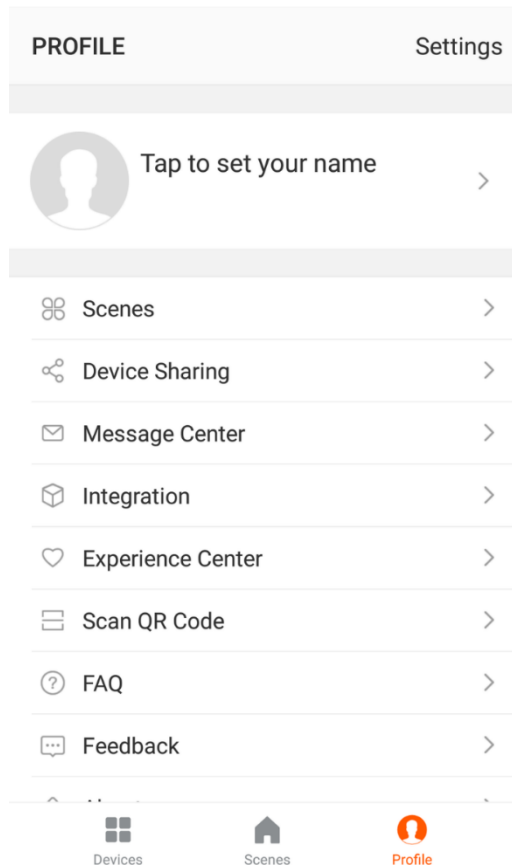 PROFILE Settings
Tap to set your name
Scenes
Device Sharing
Message Center
Integration
Experience Center
Scan QR Code
FAQ
Feedback
Devices Scenes Profile